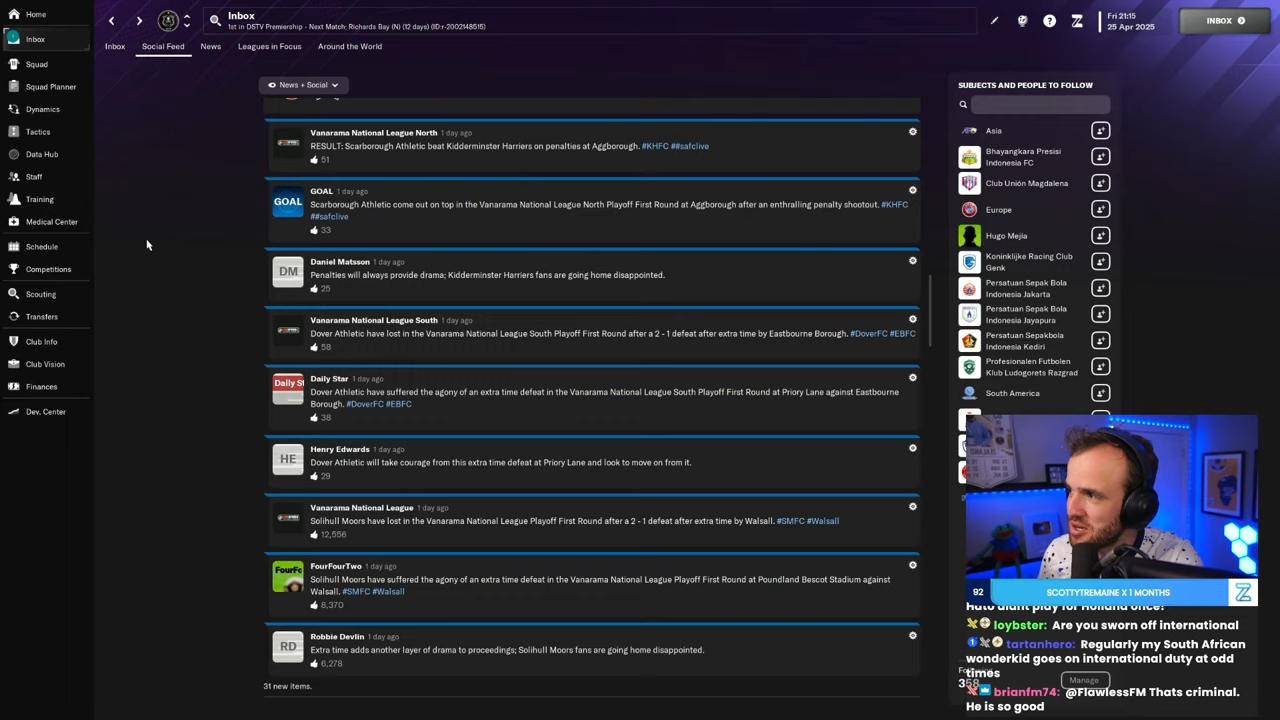 Home
Inbox
Squad
Squad Planner
Dynamics
Tactics
Data Hub
Staff
Training
Medical Center
Schedule
Competitions
Scouting
Transfers
Club Info
Club Vision
Finances
Dev. Center
Inbox
1st in DSTV Premiership - Next Match: Richards Bay (N) (12 days) (ID:r-2002148515)
Fri 21:15
25 Apr 2025
INBOX
Inbox
Social Feed
News
Leagues in Focus
Around the World
News + Social
Vanarama National League North 1 day ago
RESULT: Scarborough Athletic beat Kidderminster Harriers on penalties at Aggborough. #KHFC ##safclive
51
GOAL
GOAL 1 day ago
Scarborough Athletic come out on top in the Vanarama National League North Playoff First Round at Aggborough after an enthralling penalty shootout. #KHFC
##safclive
33
DM
Daniel Matsson 1 day ago
Penalties will always provide drama; Kidderminster Harriers fans are going home disappointed.
25
Vanarama National League South 1 day ago
Dover Athletic have lost in the Vanarama National League South Playoff First Round after a 2 - 1 defeat after extra time by Eastbourne Borough. #DoverFC #EBFC
58
Daily St
Daily Star 1 day ago
Dover Athletic have suffered the agony of an extra time defeat in the Vanarama National League South Playoff First Round at Priory Lane against Eastbourne
Borough. #DoverFC #EBFC
38
HE
Henry Edwards 1 day ago
Dover Athletic will take courage from this extra time defeat at Priory Lane and look to move on from it.
29
Vanarama National League 1 day ago
Solihull Moors have lost in the Vanarama National League Playoff First Round after a 2 - 1 defeat after extra time by Walsall. #SMFC #Walsall
12,556
FourFo
FourFourTwo 1 day ago
Solihull Moors have suffered the agony of an extra time defeat in the Vanarama National League Playoff First Round at Poundland Bescot Stadium against
Walsall. #SMFC #Walsall
8,370
RD
Robbie Devlin 1 day ago
Extra time adds another layer of drama to proceedings; Solihull Moors fans are going home disappointed.
6,278
31 new items.
SUBJECTS AND PEOPLE TO FOLLOW
Asia
Bhayangkara Presisi
Indonesia FC
Club Unión Magdalena
Europe
Hugo Mejía
Koninklijke Racing Club
Genk
Persatuan Sepak Bola
Indonesia Jakarta
Persatuan Sepak Bola
Indonesia Jayapura
Persatuan Sepakbola
Indonesia Kediri
Profesionalen Futbolen
Klub Ludogorets Razgrad
South America
92
SCOTTYTREMAINE X 1 MONTHS
loybster: Are you sworn off international
tartanhero: Regularly my South African
wonderkid goes on international duty at odd
times
358
Manage
brianfm74: @FlawlessFM Thats criminal.
He is so good